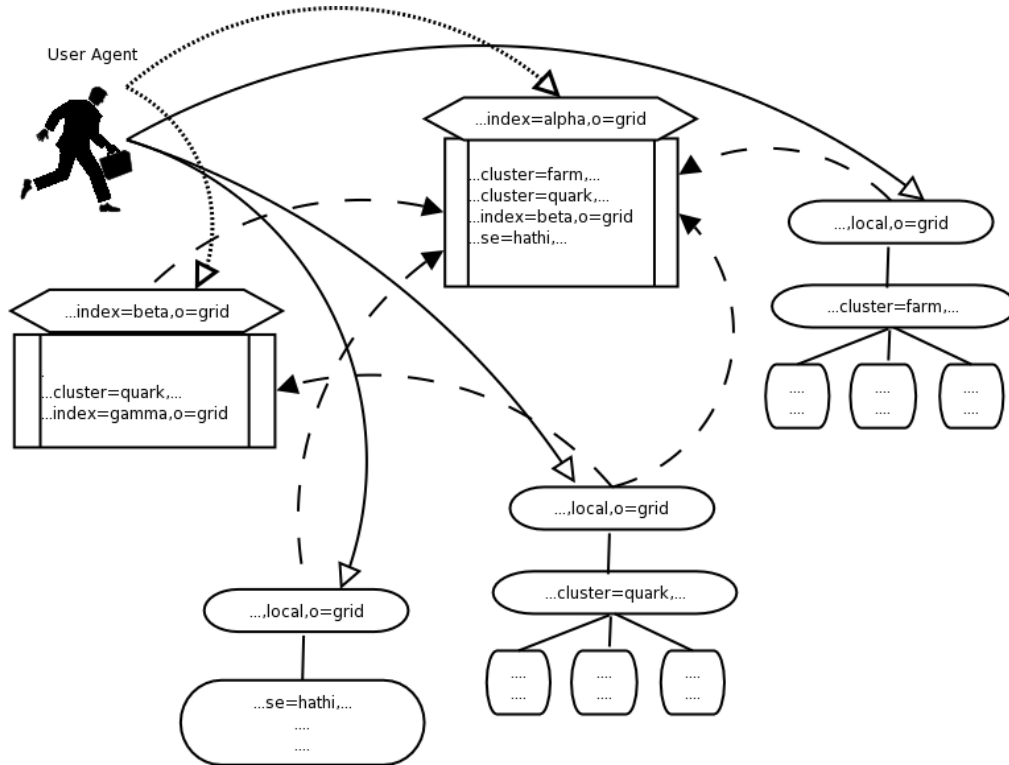 User Agent
...index=alpha,o=grid
...cluster=farm,...
...cluster=quark,...
...index=beta,o=grid
...se=hathi,...
...,local,o=grid
...cluster=farm,...
....
....
....
....
....
....
...index=beta,o=grid
.
...cluster=quark,...
...index=gamma,o=grid
...,local,o=grid
...cluster=quark,...
....
....
....
....
....
....
...,local,o=grid
...se=hathi,...
....
....